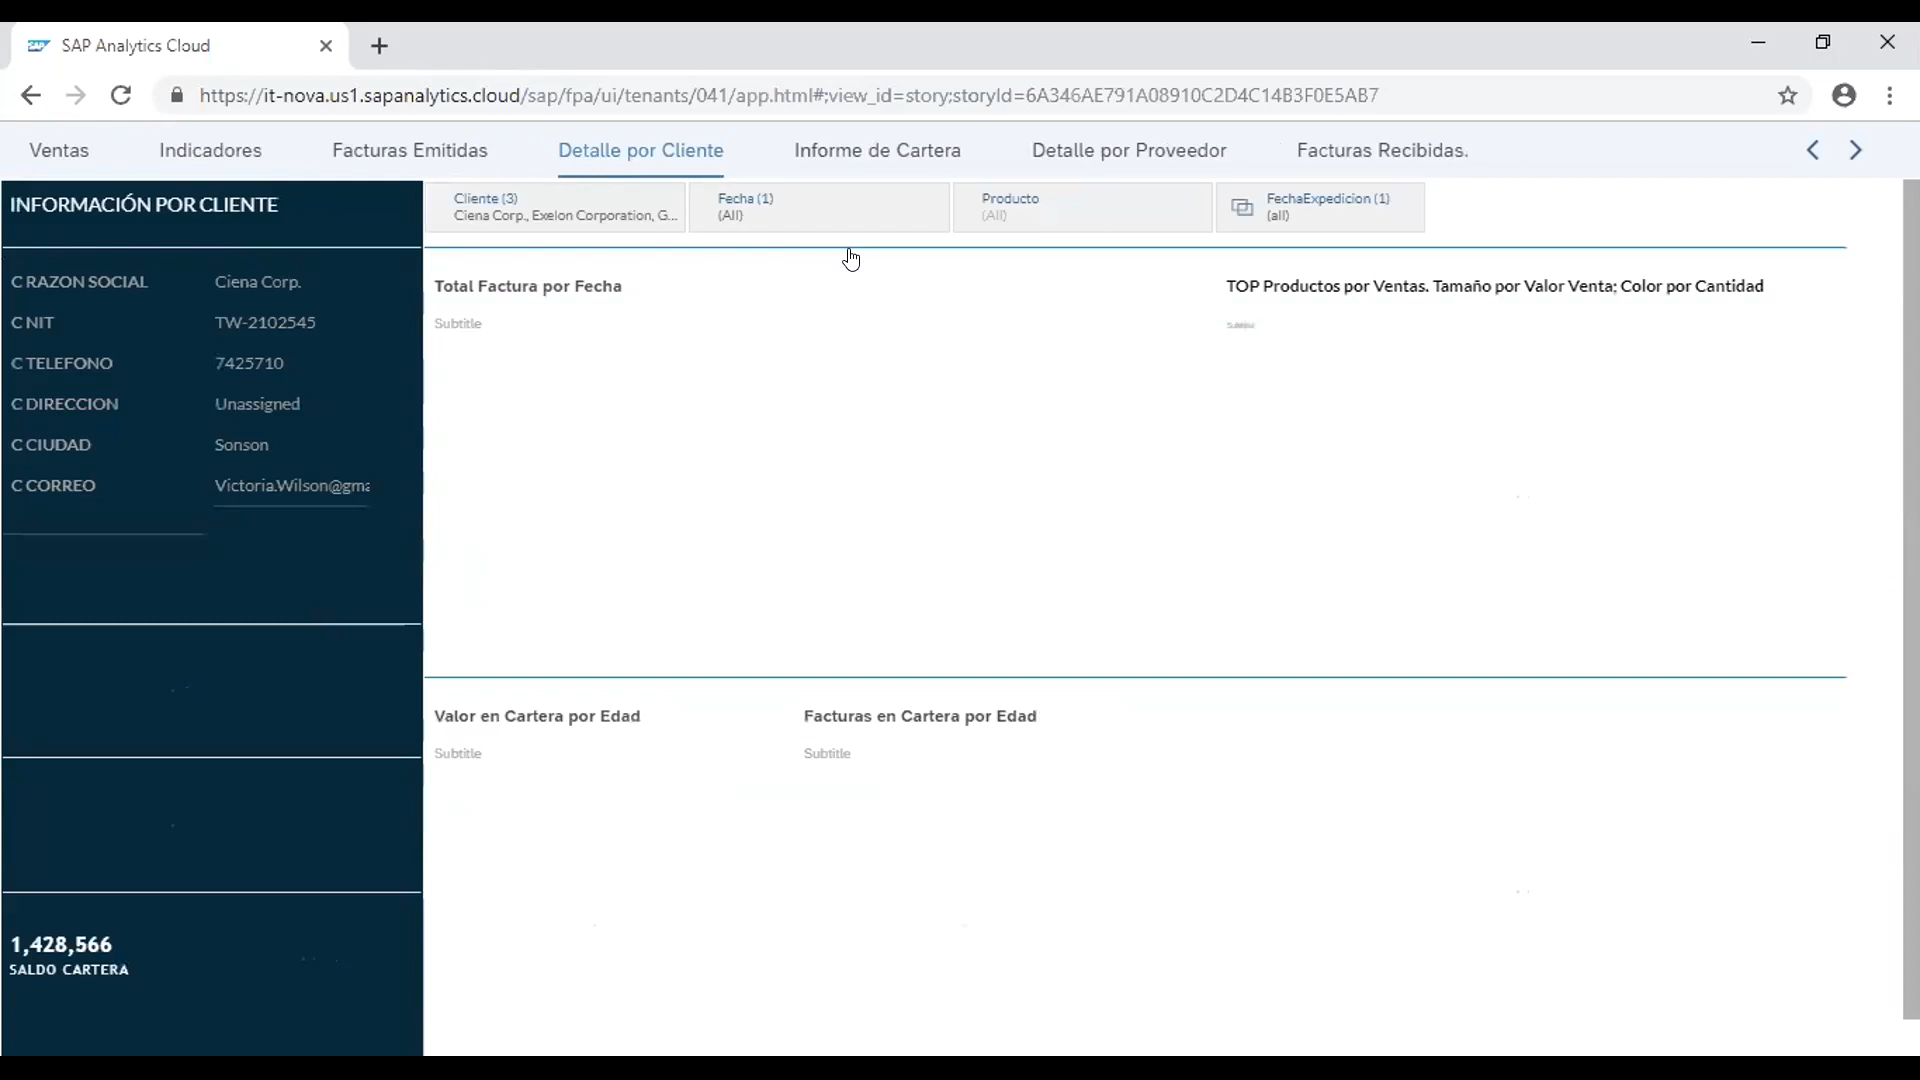 SAP Analytics Cloud
https://it-nova.us1.sapanalytics.cloud/sap/fpa/ui/tenants/041/app.html#;view_id=story;storyId=6A346AE791A08910C2D4C14B3F0E5AB7
Ventas Indicadores Facturas Emitidas Detalle por Cliente Informe de Cartera Detalle por Proveedor Facturas Recibidas.
INFORMACIÓN POR CLIENTE
Cliente (3) Fecha (1) Producto FechaExpedicion (1)
Ciena Corp., Exelon Corporation, G... (All) (All) (all)
C RAZON SOCIAL Ciena Corp.
C NIT TW-2102545
C TELEFONO 7425710
C DIRECCION Unassigned
C CIUDAD Sonson
C CORREO Victoria.Wilson@gma
1,428,566
SALDO CARTERA
Total Factura por Fecha
Subtitle
TOP Productos por Ventas. Tamaño por Valor Venta; Color por Cantidad
Subtitle
Valor en Cartera por Edad
Subtitle
Facturas en Cartera por Edad
Subtitle